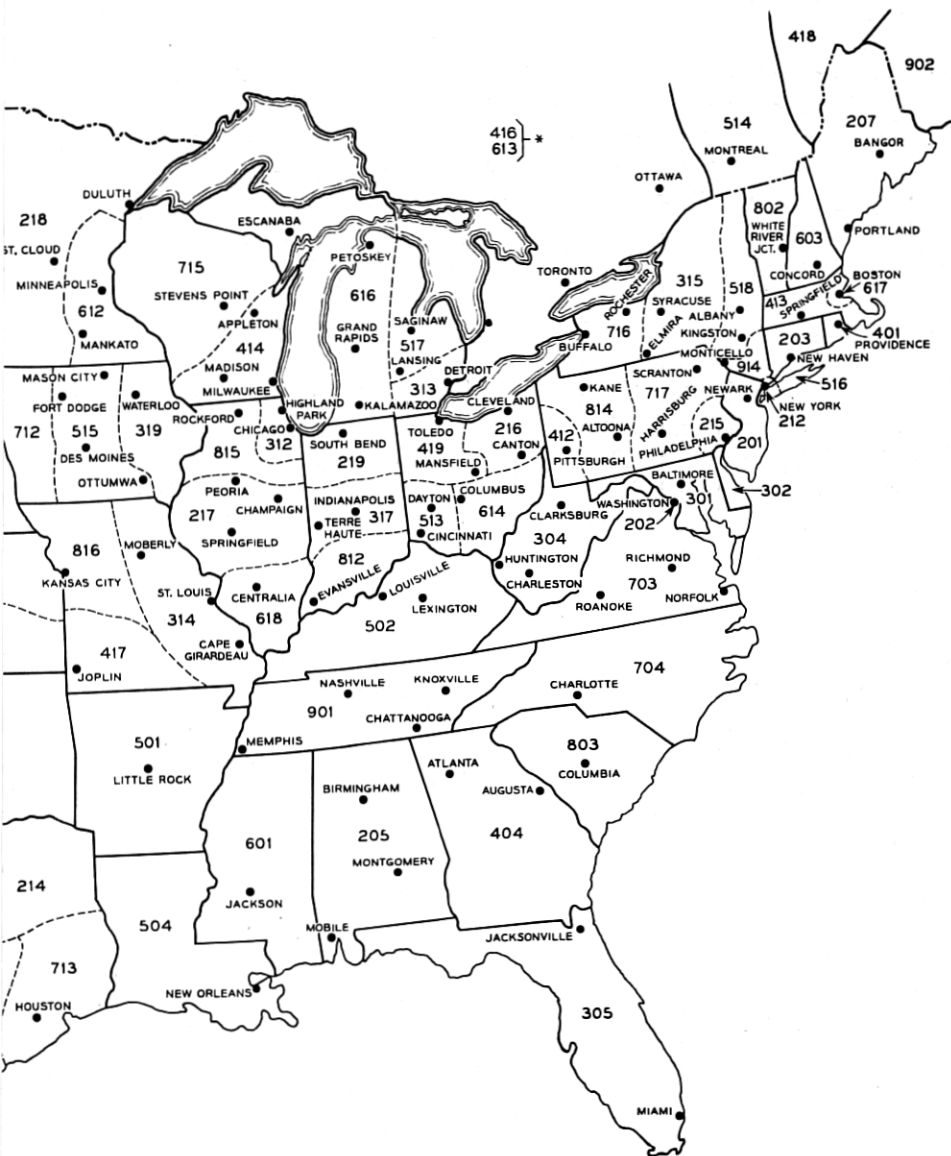 418
902
416
613
*
514
MONTREAL
207
BANGOR
OTTAWA
DULUTH
218
ESCANABA
802
WHITE
RIVER
JCT.
603
PORTLAND
ST. CLOUD
PETOSKEY
715
MINNEAPOLIS
STEVENS POINT
616
TORONTO
ROCHESTER
315
518
CONCORD
BOSTON
617
612
APPLETON
SAGINAW
SYRACUSE
ALBANY
413
SPRINGFIELD
MANKATO
414
GRAND
RAPIDS
517
LANSING
BUFFALO
716
ELMIRA
KINGSTON
203
401
PROVIDENCE
MADISON
MILWAUKEE
313
DETROIT
MONTICELLO
914
NEW HAVEN
MASON CITY
FORT DODGE
WATERLOO
HIGHLAND
PARK
KALAMAZOO
CLEVELAND
KANE
SCRANTON
717
NEWARK
516
NEW YORK
212
712
515
319
ROCKFORD
CHICAGO
312
SOUTH BEND
219
TOLEDO
419
216
CANTON
814
ALTOONA
HARRISBURG
215
PHILADELPHIA
201
DES MOINES
815
MANSFIELD
412
PITTSBURGH
OTTUMWA
PEORIA
COLUMBUS
BALTIMORE
301
302
217
CHAMPAIGN
INDIANAPOLIS
317
DAYTON
513
614
CLARKSBURG
WASHINGTON
202
SPRINGFIELD
TERRE
HAUTE
CINCINNATI
304
816
MOBERLY
812
HUNTINGTON
RICHMOND
703
KANSAS CITY
CENTRALIA
EVANSVILLE
LOUISVILLE
CHARLESTON
ROANOKE
NORFOLK
ST. LOUIS
314
618
LEXINGTON
502
CAPE
GIRARDEAU
417
JOPLIN
704
NASHVILLE
KNOXVILLE
CHARLOTTE
901
CHATTANOOGA
501
LITTLE ROCK
MEMPHIS
803
COLUMBIA
ATLANTA
BIRMINGHAM
AUGUSTA
601
205
404
MONTGOMERY
214
JACKSON
504
MOBILE
JACKSONVILLE
713
HOUSTON
NEW ORLEANS
305
MIAMI